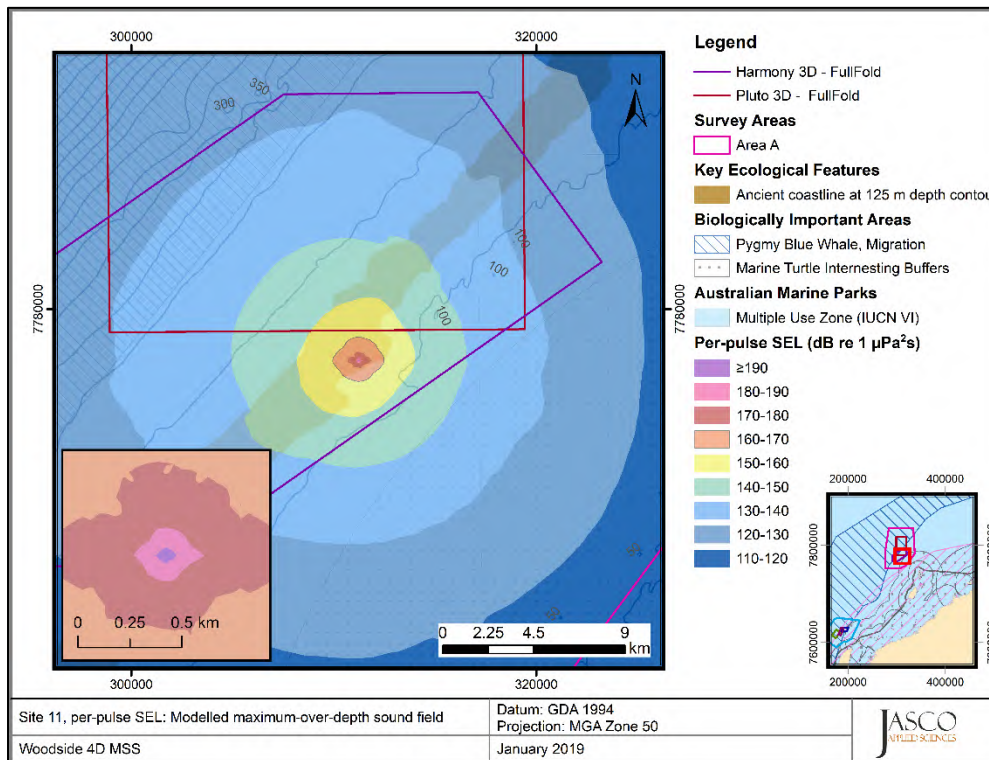 300000
320000
N
300
350
100
100
100
7780000
7780000
0 0.25 0.5 km
0 2.25 4.5 9
km
300000
320000
Legend
Harmony 3D - FullFold
Pluto 3D - FullFold
Survey Areas
Area A
Key Ecological Features
Ancient coastline at 125 m depth contou
Biologically Important Areas
Pygmy Blue Whale, Migration
Marine Turtle Internesting Buffers
Australian Marine Parks
Multiple Use Zone (IUCN VI)
Per-pulse SEL (dB re 1 µPa²s)
≥190
180-190
170-180
160-170
150-160
140-150
130-140
120-130
110-120
200000 400000
7800000
7600000
7600000
200000 400000
Site 11, per-pulse SEL: Modelled maximum-over-depth sound field
Datum: GDA 1994
Projection: MGA Zone 50
Woodside 4D MSS
January 2019
JASCO
APPLIED SCIENCES